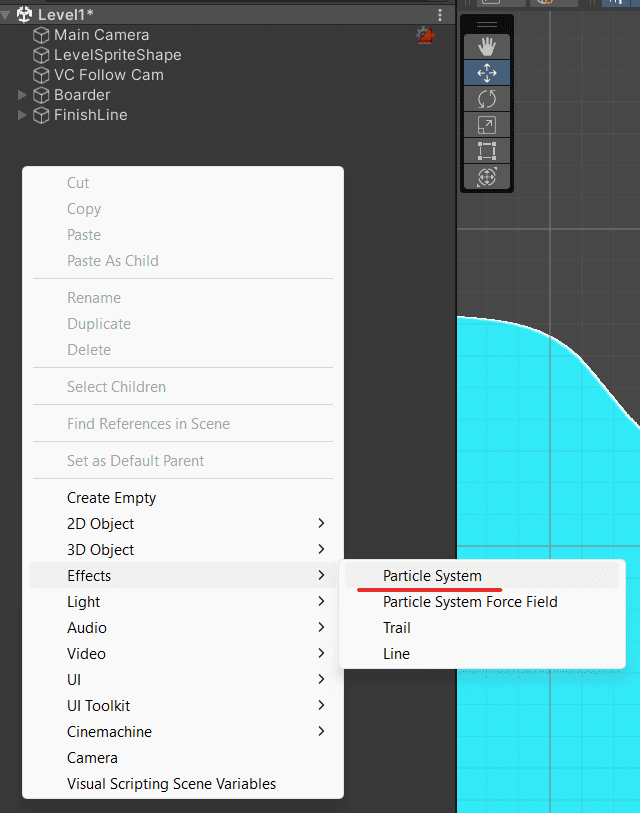 Level1*
Main Camera
LevelSpriteShape
VC Follow Cam
Boarder
FinishLine
Cut
Copy
Paste
Paste As Child
Rename
Duplicate
Delete
Select Children
Find References in Scene
Set as Default Parent
Create Empty
2D Object
3D Object
Effects
Light
Audio
Video
UI
UI Toolkit
Cinemachine
Camera
Visual Scripting Scene Variables
Particle System
Particle System Force Field
Trail
Line